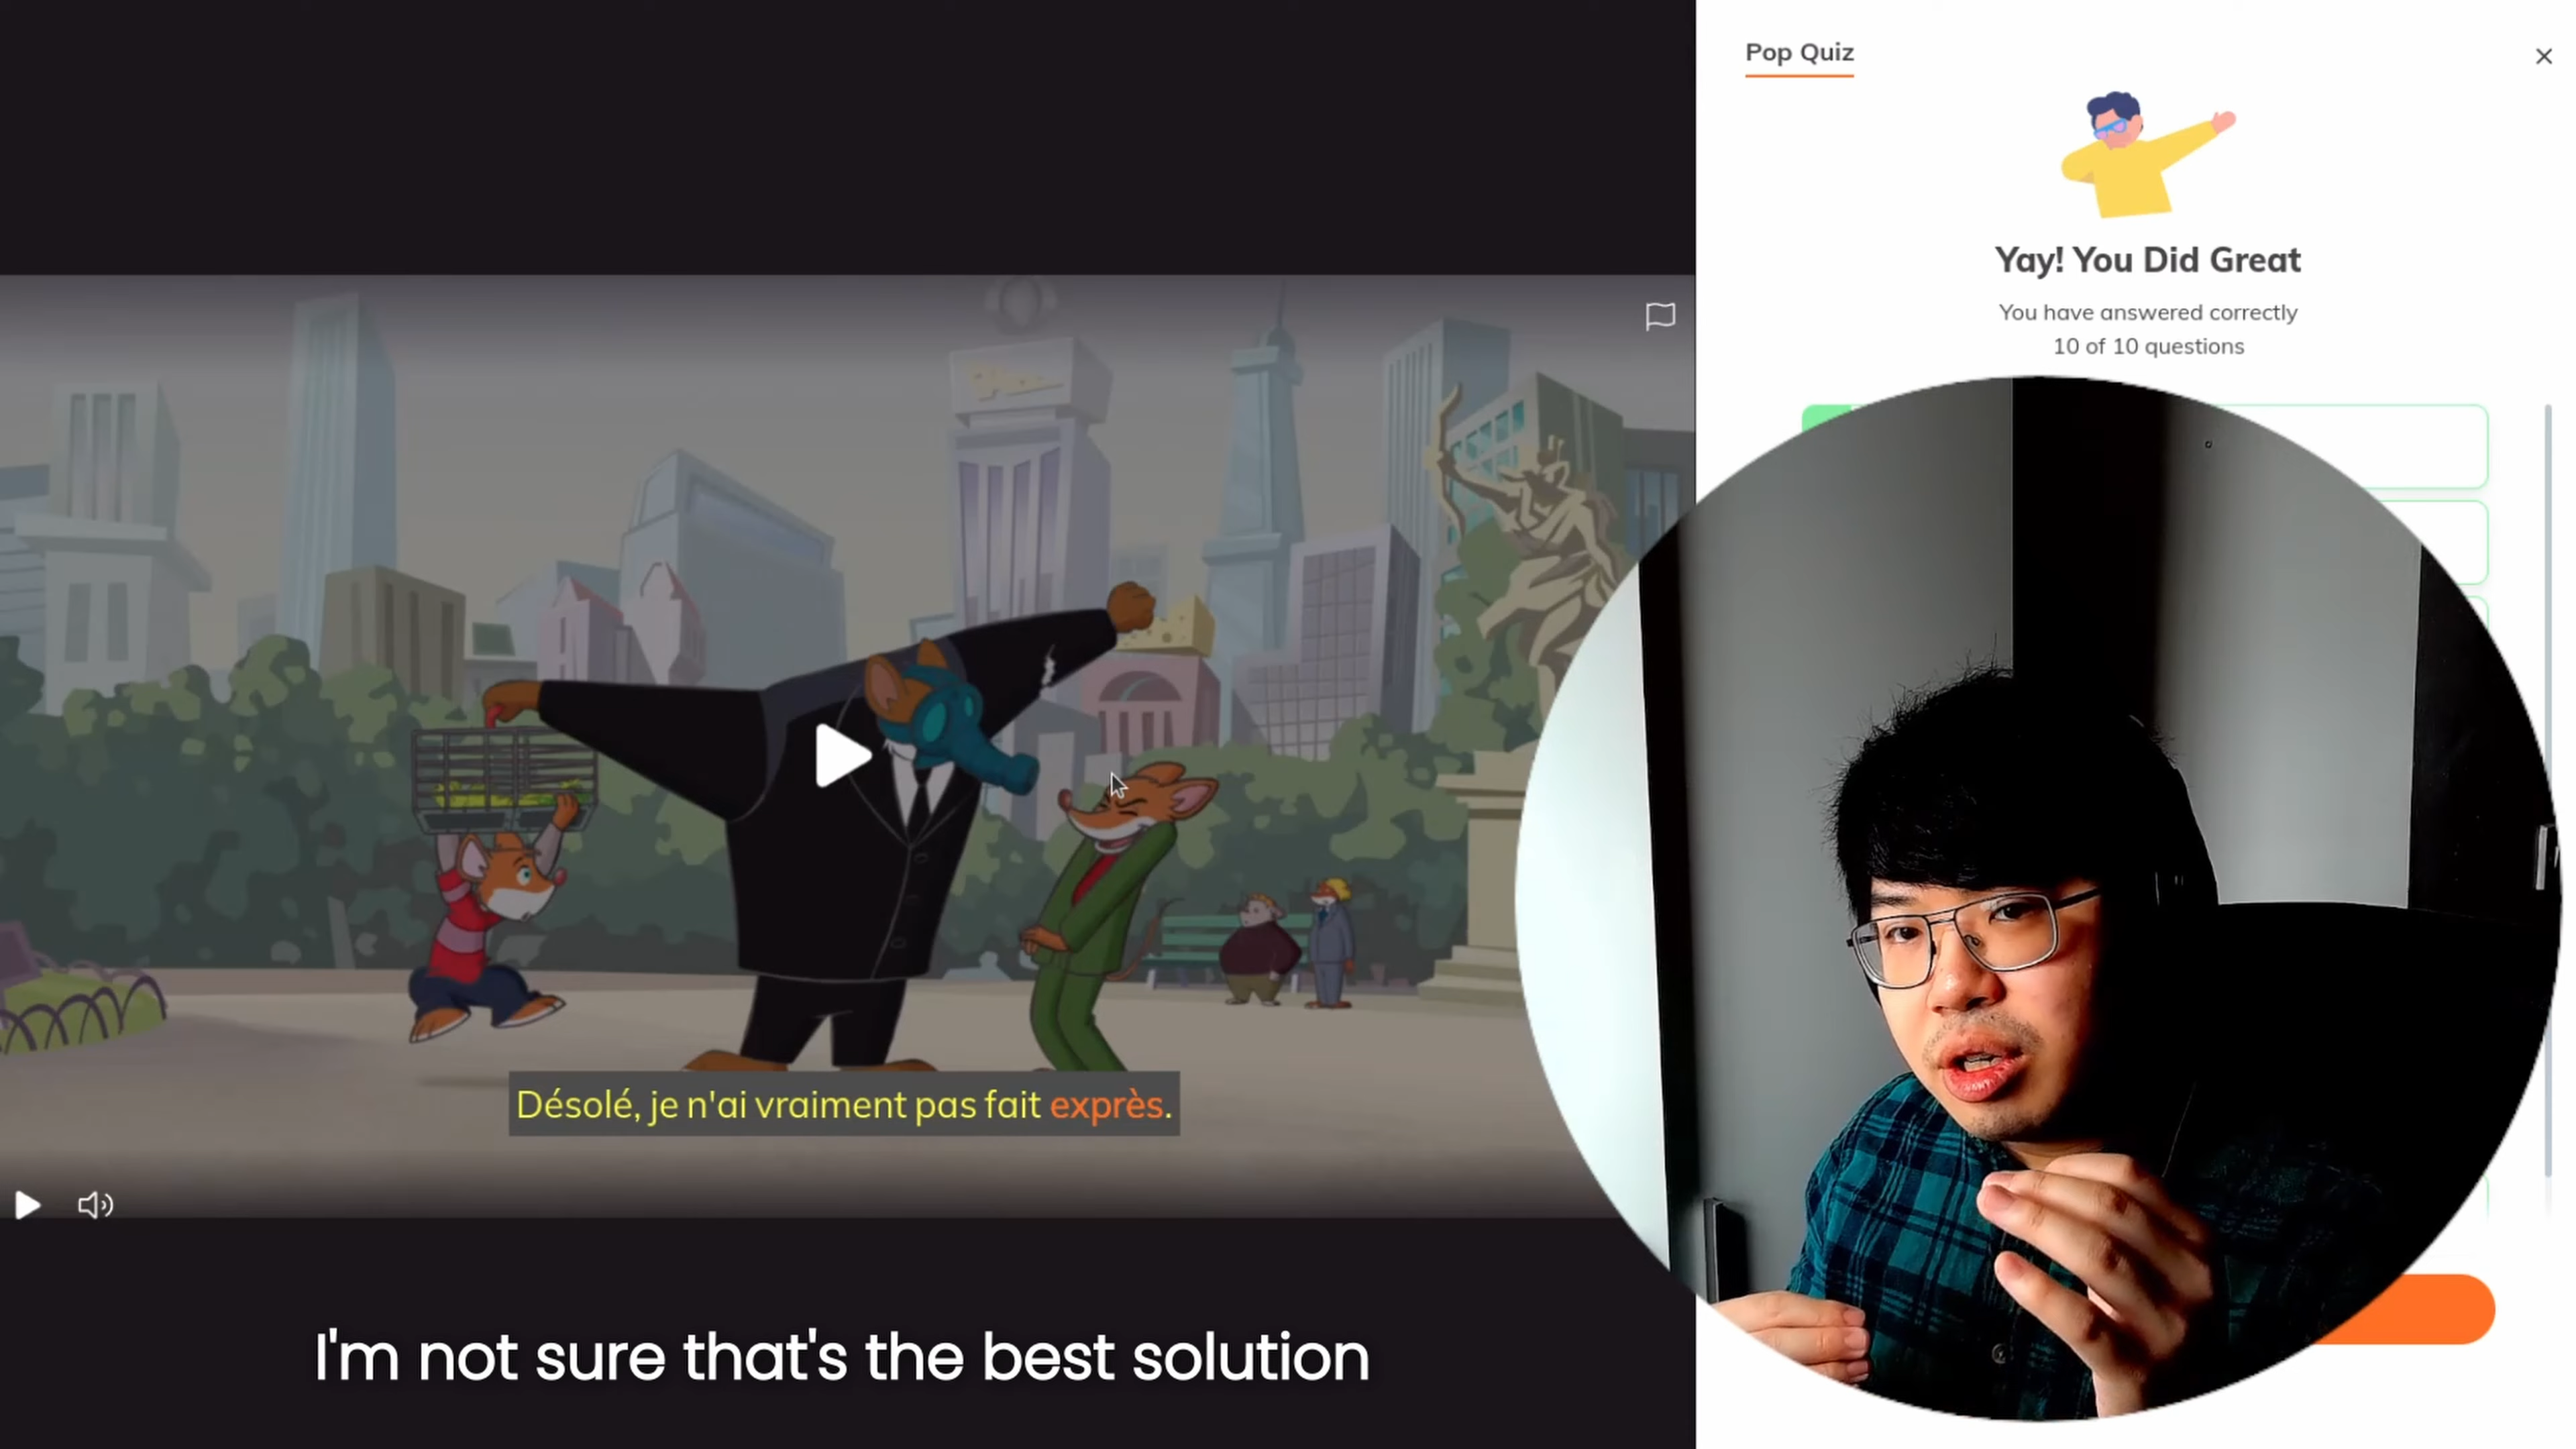 Pop Quiz
Yay! You Did Great
You have answered correctly
10 of 10 questions
Désolé, je n'ai vraiment pas fait exprès.
I'm not sure that's the best solution